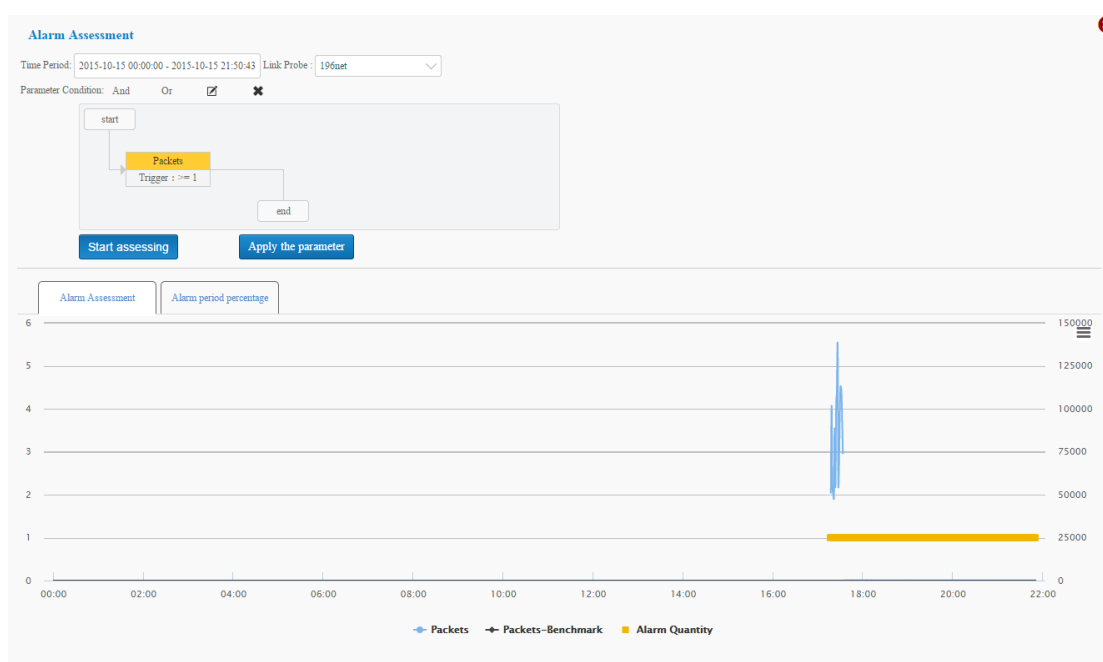 Alarm Assessment
Time Period: 2015-10-15 00:00:00 - 2015-10-15 21:50:43 Link Probe : 196net
Parameter Condition: And Or
start
Packets
Trigger : >= 1
end
Start assessing Apply the parameter
Alarm Assessment Alarm period percentage
6 150000
5 125000
4 100000
3 75000
2 50000
1 25000
0 0
00:00 02:00 04:00 06:00 08:00 10:00 12:00 14:00 16:00 18:00 20:00 22:00
Packets Packets-Benchmark Alarm Quantity